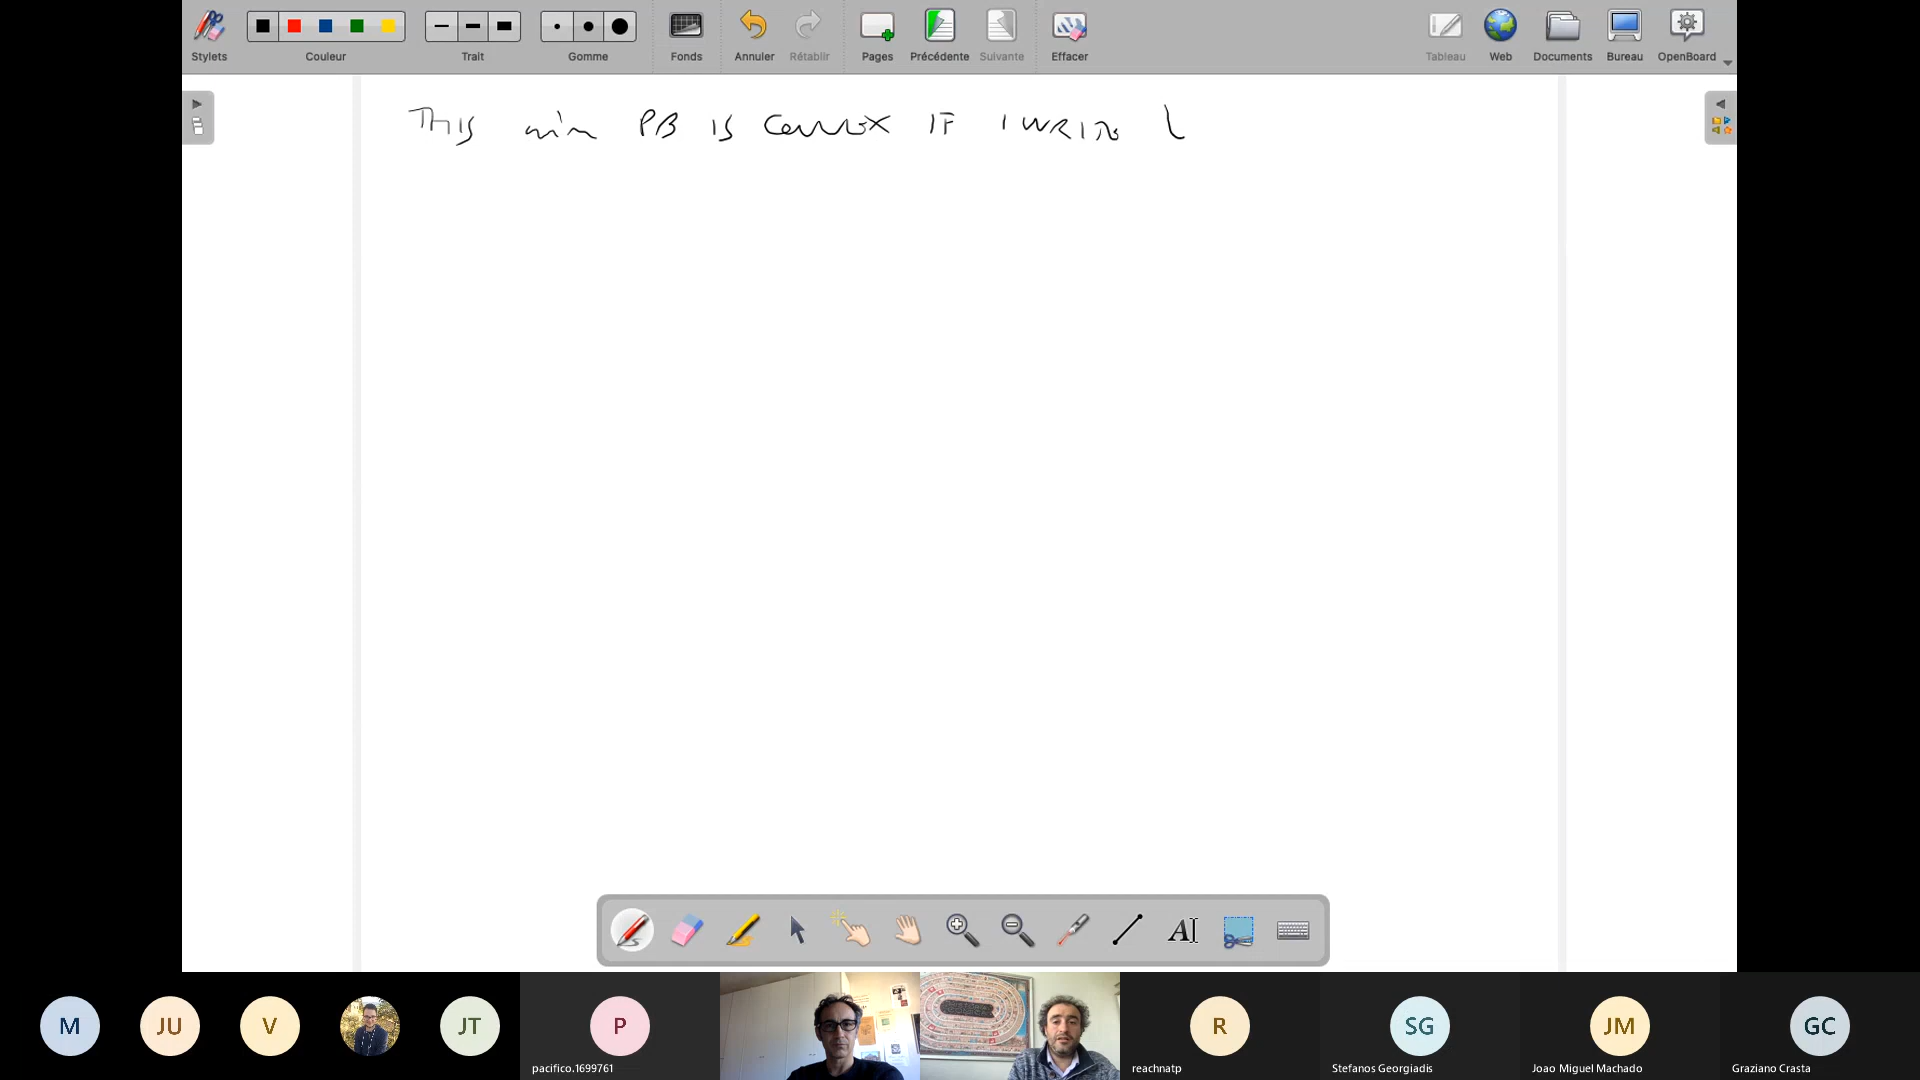 Stylets Couleur Trait Gomme Fonds Annuler Rétablir Pages Précédente Suivante Effacer Tableau Web Documents Bureau OpenBoard
THIS min PB IS CONVEX IF I WRITE
A
M JU V JT P R SG JM GC
pacifico.1699761 reachnatp Stefanos Georgiadis Joao Miguel Machado Graziano Crasta